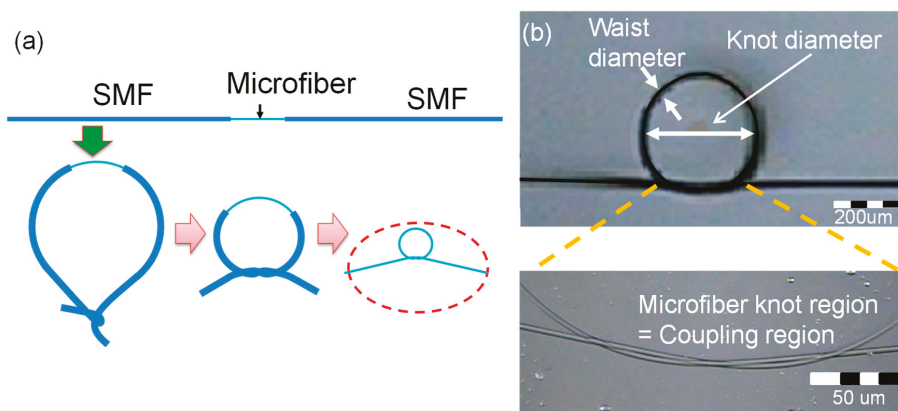 (a)
SMF
Microfiber
SMF
(b)
Waist
diameter
Knot diameter
200um
Microfiber knot region
= Coupling region
50 um